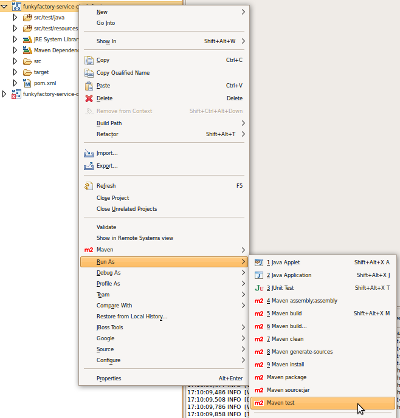 funkyfactory-service-c
src/test/java
src/test/resources
JRE System Librar
Maven Dependenc
src
target
pom.xml
funkyfactory-service-c
New
Go Into
Show In Shift+Alt+W
Copy Ctrl+C
Copy Qualified Name
Paste Ctrl+V
Delete Delete
Remove from Context Shift+Ctrl+Alt+Down
Build Path
Refactor Shift+Alt+T
Import...
Export...
Refresh F5
Close Project
Close Unrelated Projects
Validate
Show in Remote Systems view
Maven
Run As
Debug As
Profile As
Team
Compare With
Restore from Local History...
JBoss Tools
Google
Source
Configure
Properties Alt+Enter
1 Java Applet Shift+Alt+X A
2 Java Application Shift+Alt+X J
3 JUnit Test Shift+Alt+X T
4 Maven assembly:assembly
5 Maven build Shift+Alt+X M
6 Maven build...
7 Maven clean
8 Maven generate-sources
9 Maven install
Maven package
Maven source:jar
Maven test
17:10:09,486 INFO
17:10:09,508 INFO
17:10:09,786 INFO
17:10:09,858 INFO